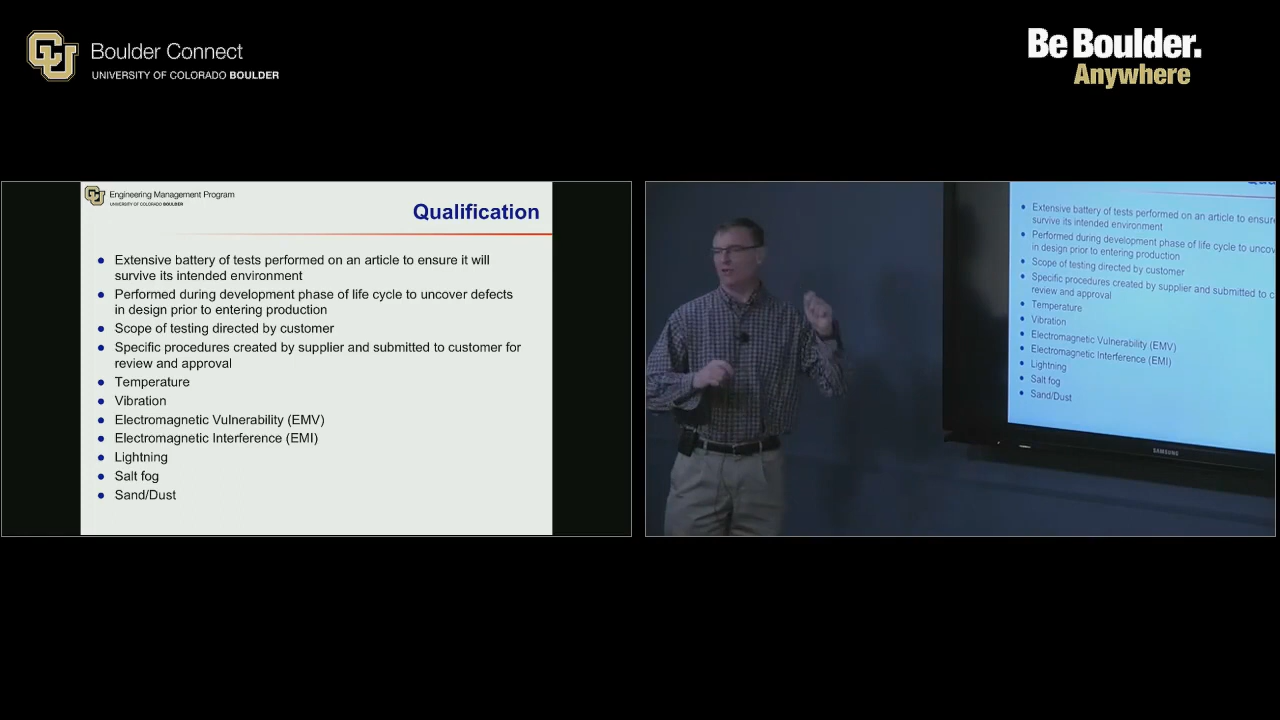 Boulder Connect
UNIVERSITY OF COLORADO BOULDER
Be Boulder.
Anywhere
Engineering Management Program
UNIVERSITY OF COLORADO BOULDER
Qualification
Extensive battery of tests performed on an article to ensure it will
survive its intended environment
Performed during development phase of life cycle to uncover defects
in design prior to entering production
Scope of testing directed by customer
Specific procedures created by supplier and submitted to customer for
review and approval
Temperature
Vibration
Electromagnetic Vulnerability (EMV)
Electromagnetic Interference (EMI)
Lightning
Salt fog
Sand/Dust
Extensive battery of tests performed on an article to ensure
survive its intended environment
Performed during development phase of life cycle to uncov
in design prior to entering production
Scope of testing directed by customer
Specific procedures created by supplier and submitted to c
review and approval
Temperature
Vibration
Electromagnetic Vulnerability (EMV)
Electromagnetic Interference (EMI)
Lightning
Salt fog
Sand/Dust
SAMSUNG